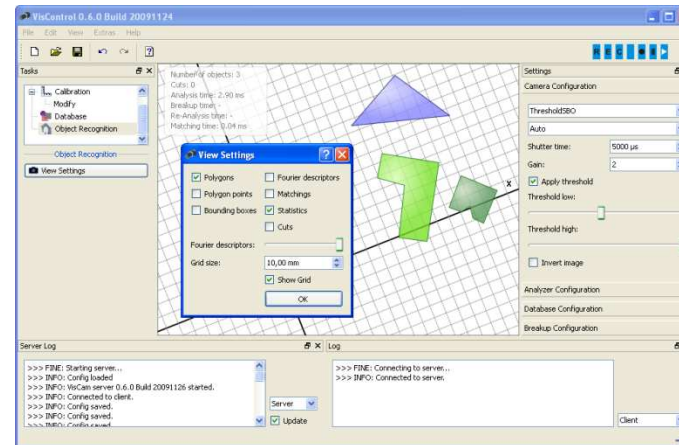 VisControl 0.6.0 Build 20091124
File Edit View Extras Help
Tasks
Calibration
Modify
Database
Object Recognition
Object Recognition
View Settings
Number of objects: 3
Cuts: 0
Analysis time: 2.90 ms
Breakup time: -
Re-Analysis time: -
Matching time: 0.04 ms
x
View Settings
Polygons
Fourier descriptors
Polygon points
Matchings
Bounding boxes
Statistics
Cuts
Fourier descriptors:
Grid size:
10,00 mm
Show Grid
OK
REC
Settings
Camera Configuration
ThresholdSBO
Auto
Shutter time:
5000 µs
Gain:
2
Apply threshold
Threshold low:
Threshold high:
Invert image
Analyzer Configuration
Database Configuration
Breakup Configuration
Server Log
>>> FINE: Starting server...
>>> INFO: Config loaded
>>> INFO: VisCam server 0.6.0 Build 20091126 started.
>>> INFO: Connected to client.
>>> INFO: Config saved.
>>> INFO: Config saved.
>>> INFO: Config saved.
Server
Update
Log
>>> FINE: Connecting to server...
>>> INFO: Connected to server.
Client